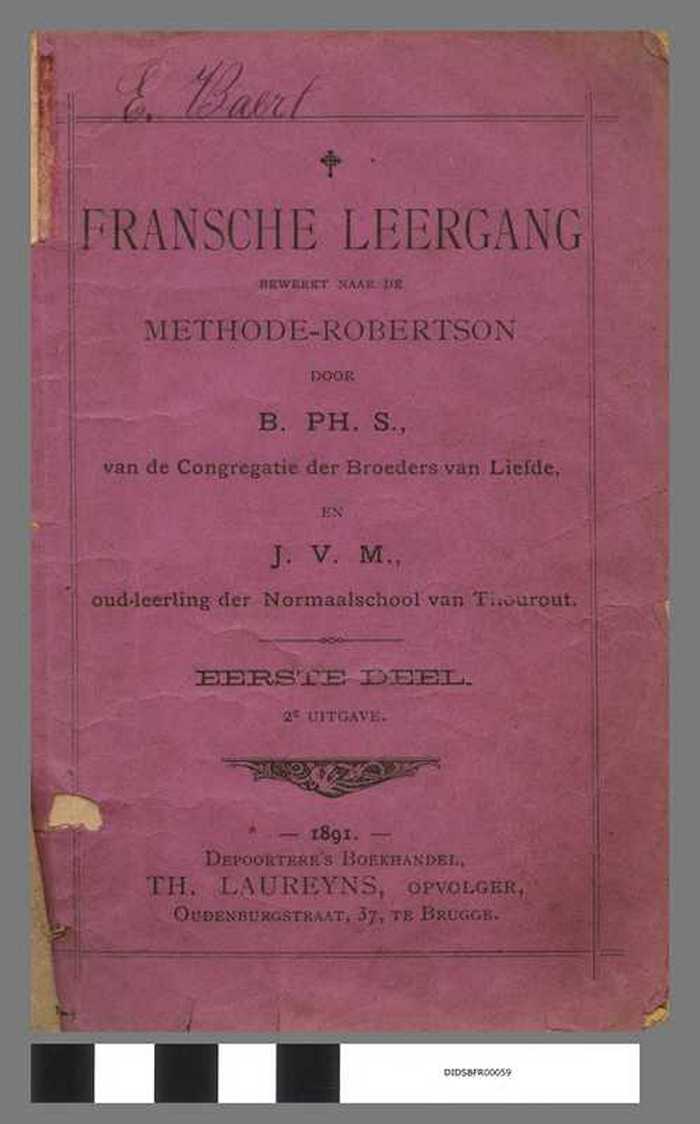 E. Baert
FRANSCHE LEERGANG
BEWERKT NAAR DE
METHODE-ROBERTSON
DOOR
B. PH. S.,
van de Congregatie der Broeders van Liefde,
EN
J. V. M.,
oud-leerling der Normaalschool van Thourout.
EERSTE DEEL.
2e UITGAVE.
— 1891. —
DEPOORTERE'S BOEKHANDEL,
TH. LAUREYNS, OPVOLGER,
OUDENBURGSTRAAT, 37, TE BRUGGE.
DIDSBFR00059